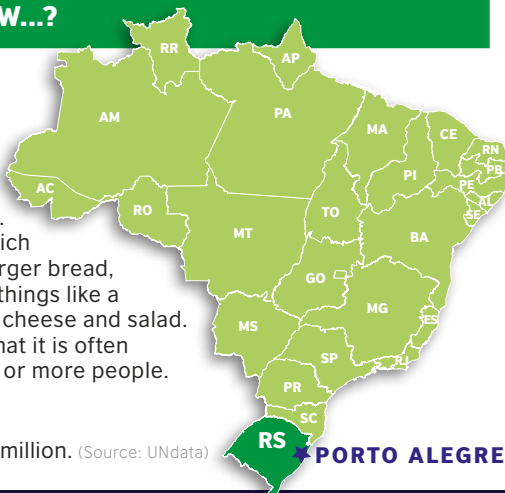 W...?
RR
AP
AM
PA
MA
CE
RN
PB
PI
PE
AL
SE
AC
RO
TO
BA
MT
GO
MG
ES
MS
SP
RJ
PR
SC
RS
PORTO ALEGRE
.
ich
rger bread,
things like a
cheese and salad.
hat it is often
or more people.
million. (Source: UNdata)